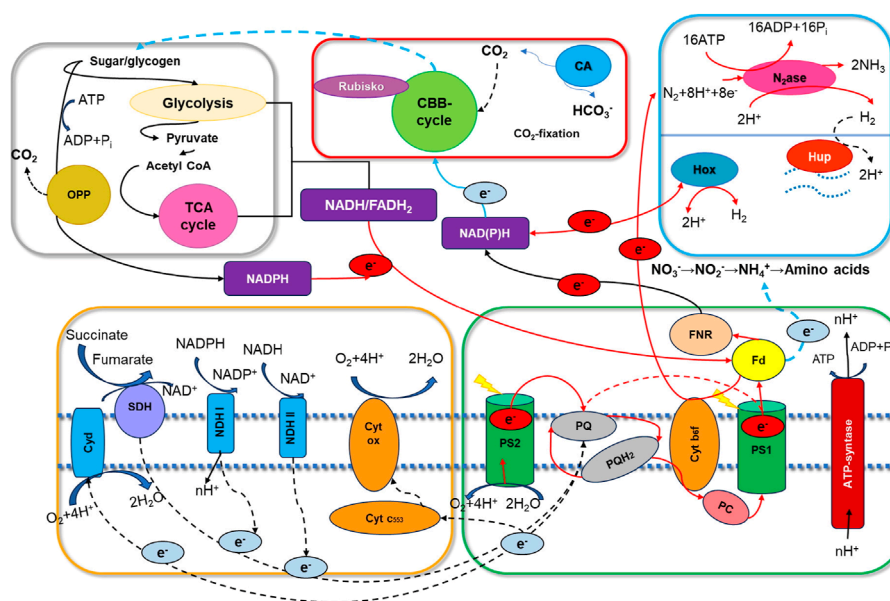 Sugar/glycogen
ATP
ADP+Pi
Glycolysis
Pyruvate
Acetyl CoA
CO2
OPP
TCA
cycle
Rubisko
CBB-
cycle
CO2
CA
HCO3-
CO2-fixation
16ATP
16ADP+16Pi
N2ase
2NH3
N2+8H++8e-
2H+
H2
Hox
Hup
2H+
2H+
H2
NADH/FADH2
e-
NAD(P)H
e-
e-
NADPH
e-
e-
NO3-→NO2-→NH4+→Amino acids
Succinate
Fumarate
NADPH
NADP+
NADH
NAD+
NAD+
O2+4H+
2H2O
SDH
Cyd
NDH I
NDH II
Cyt
ox
nH+
O2+4H+
2H2O
Cyt c553
e-
e-
e-
e-
FNR
Fd
e-
nH+
ATP
ADP+P
e-
PS2
PQ
PQH2
Cyt b6f
e-
PS1
PC
O2+4H+
2H2O
ATP-syntase
nH+